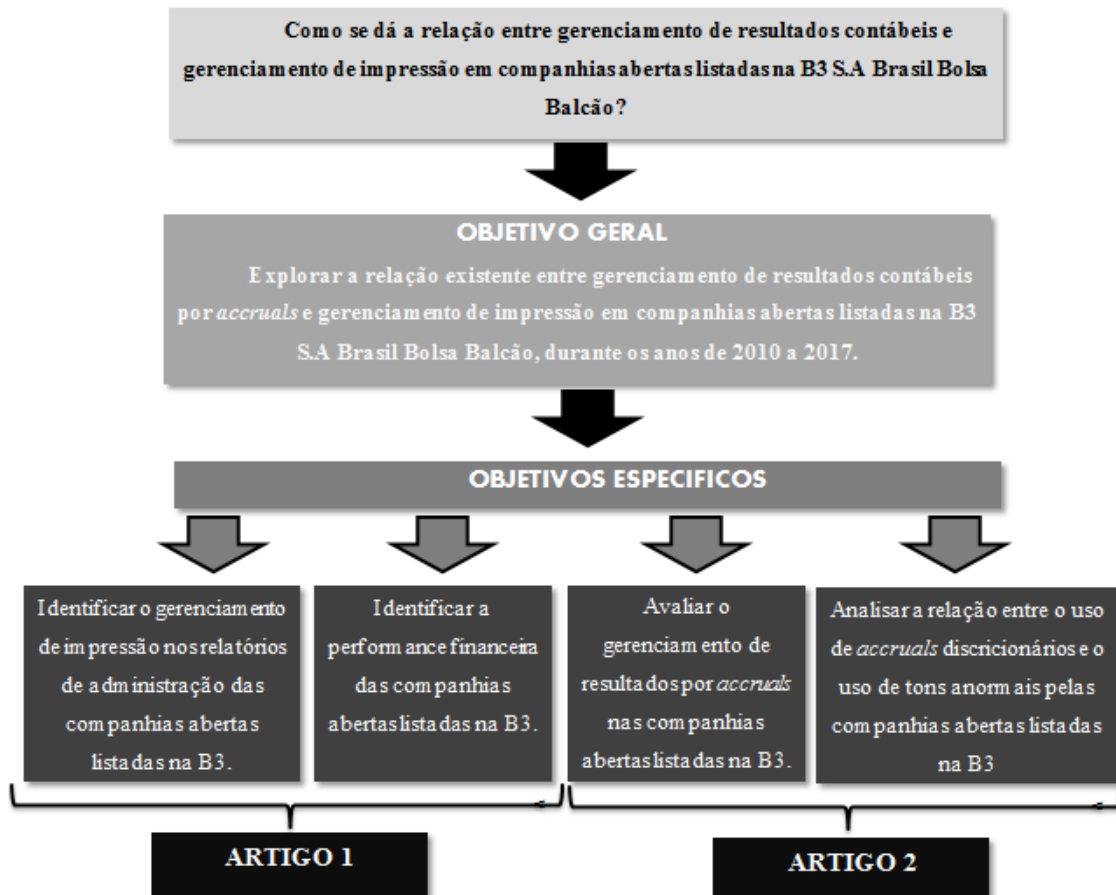 Como se dá a relação entre gerenciamento de resultados contábeis e
gerenciamento de impressão em companhias abertas listadas na B3 S.A Brasil Bolsa
Balcão?
OBJETIVO GERAL
Explorar a relação existente entre gerenciamento de resultados contábeis
por accruals e gerenciamento de impressão em companhias abertas listadas na B3
S.A Brasil Bolsa Balcão, durante os anos de 2010 a 2017.
OBJETIVOS ESPECIFICOS
Identificar o gerenciamento
de impressão nos relatórios
de administração das
companhias abertas
listadas na B3.
Identificar a
performance financeira
das companhias
abertas listadas na B3.
Avaliar o
gerenciamento de
resultados por accruals
nas companhias
abertas listadas na B3.
Analisar a relação entre o uso
de accruals discricionários e o
uso de tons anormais pelas
companhias abertas listadas
na B3
ARTIGO 1
ARTIGO 2